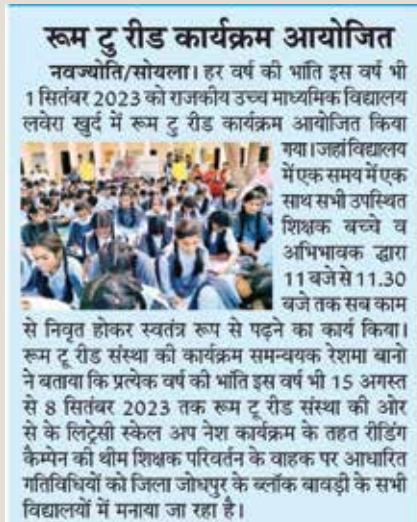 रूम टु रीड कार्यक्रम आयोजित
नवज्योति/सोयला। हर वर्ष की भांति इस वर्ष भी
1 सितंबर 2023 को राजकीय उच्च माध्यमिक विद्यालय
लवेरा खुर्द में रूम टु रीड कार्यक्रम आयोजित किया
गया। जहां विद्यालय
में एक समय में एक
साथ सभी उपस्थित
शिक्षक बच्चे व
अभिभावक द्वारा
11 बजे से 11.30
बजे तक सब काम
से निवृत होकर स्वतंत्र रूप से पढ़ने का कार्य किया।
रूम टू रीड संस्था की कार्यक्रम समन्वयक रेशमा बानो
ने बताया कि प्रत्येक वर्ष की भांति इस वर्ष भी 15 अगस्त
से 8 सितंबर 2023 तक रूम टू रीड संस्था की ओर
से के लिट्रेसी स्केल अप नेश कार्यक्रम के तहत रीडिंग
कैम्पेन की थीम शिक्षक परिवर्तन के वाहक पर आधारित
गतिविधियों को जिला जोधपुर के ब्लॉक बावड़ी के सभी
विद्यालयों में मनाया जा रहा है।